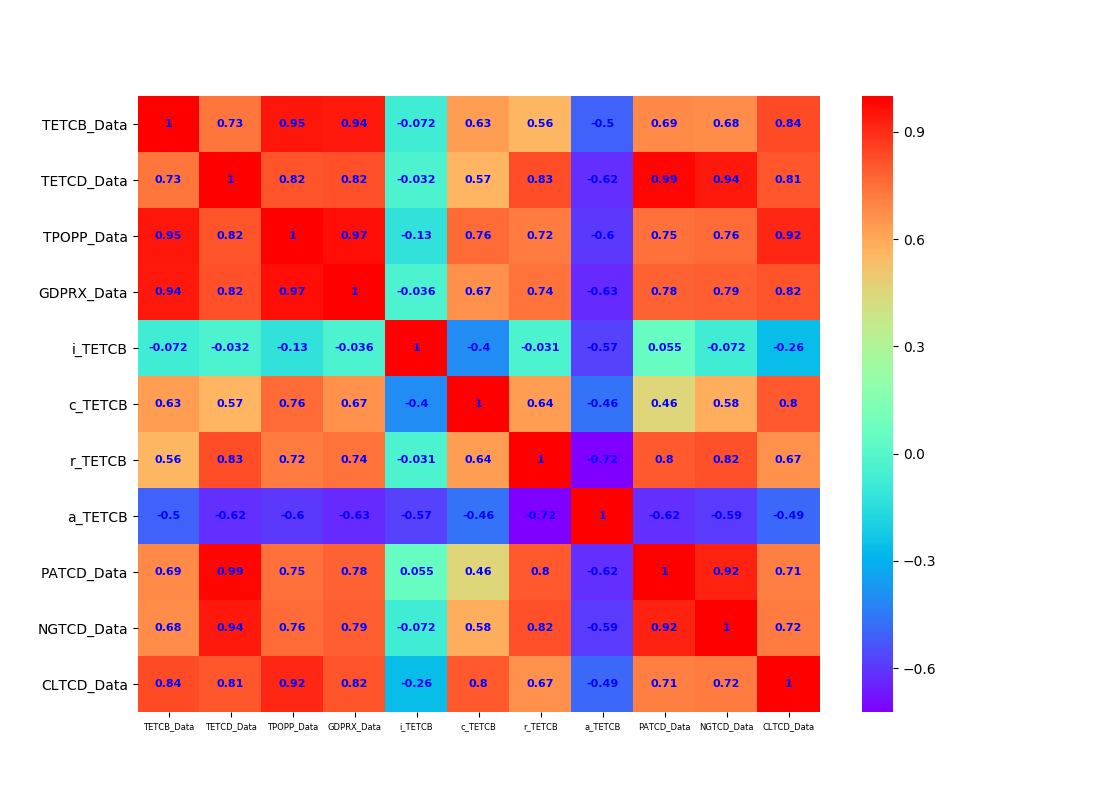 TETCB_Data 1 0.73 0.95 0.94 -0.072 0.63 0.56 -0.5 0.69 0.68 0.84
0.9
TETCD_Data 0.73 1 0.82 0.82 -0.032 0.57 0.83 -0.62 0.99 0.94 0.81
TPOPP_Data 0.95 0.82 1 0.97 -0.13 0.76 0.72 -0.6 0.75 0.76 0.92
0.6
GDPRX_Data 0.94 0.82 0.97 1 -0.036 0.67 0.74 -0.63 0.78 0.79 0.82
i_TETCB -0.072 -0.032 -0.13 -0.036 1 -0.4 -0.031 -0.57 0.055 -0.072 -0.26
0.3
c_TETCB 0.63 0.57 0.76 0.67 -0.4 1 0.64 -0.46 0.46 0.58 0.8
r_TETCB 0.56 0.83 0.72 0.74 -0.031 0.64 1 -0.72 0.8 0.82 0.67
0.0
a_TETCB -0.5 -0.62 -0.6 -0.63 -0.57 -0.46 -0.72 1 -0.62 -0.59 -0.49
−0.3
PATCD_Data 0.69 0.99 0.75 0.78 0.055 0.46 0.8 -0.62 1 0.92 0.71
NGTCD_Data 0.68 0.94 0.76 0.79 -0.072 0.58 0.82 -0.59 0.92 1 0.72
−0.6
CLTCD_Data 0.84 0.81 0.92 0.82 -0.26 0.8 0.67 -0.49 0.71 0.72 1
TETCB_Data TETCD_Data TPOPP_Data GDPRX_Data i_TETCB c_TETCB r_TETCB a_TETCB PATCD_Data NGTCD_Data CLTCD_Data